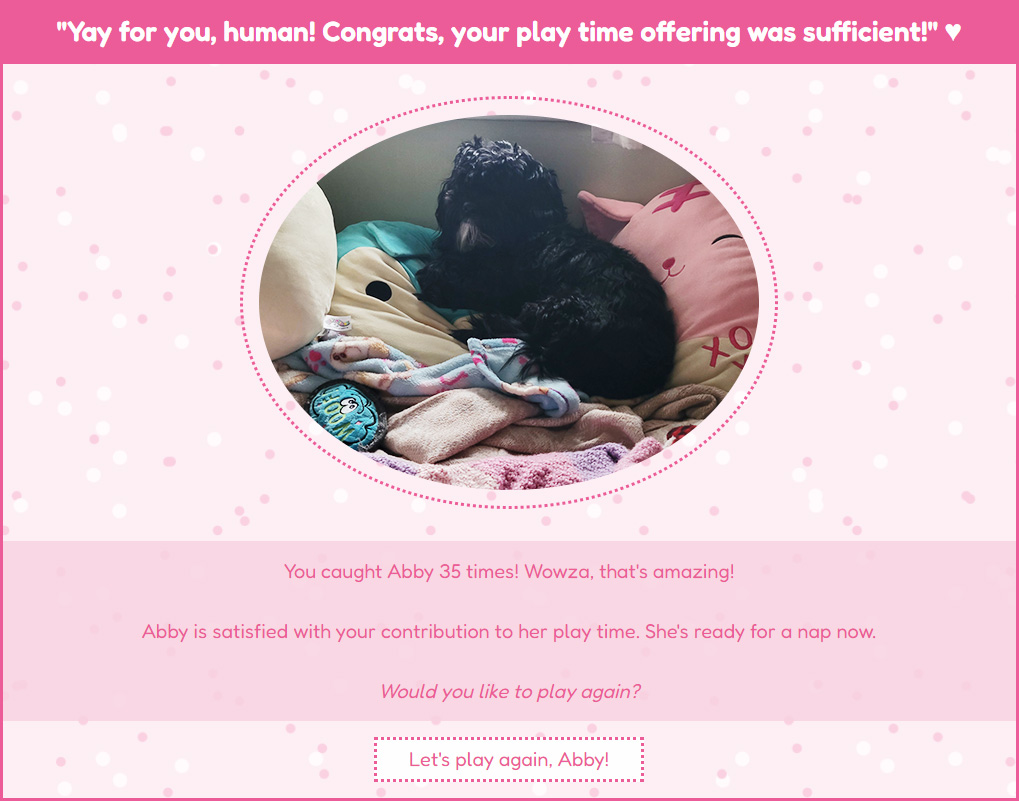 "Yay for you, human! Congrats, your play time offering was sufficient!" ♥
XO
You caught Abby 35 times! Wowza, that's amazing!
Abby is satisfied with your contribution to her play time. She's ready for a nap now.
Would you like to play again?
Let's play again, Abby!